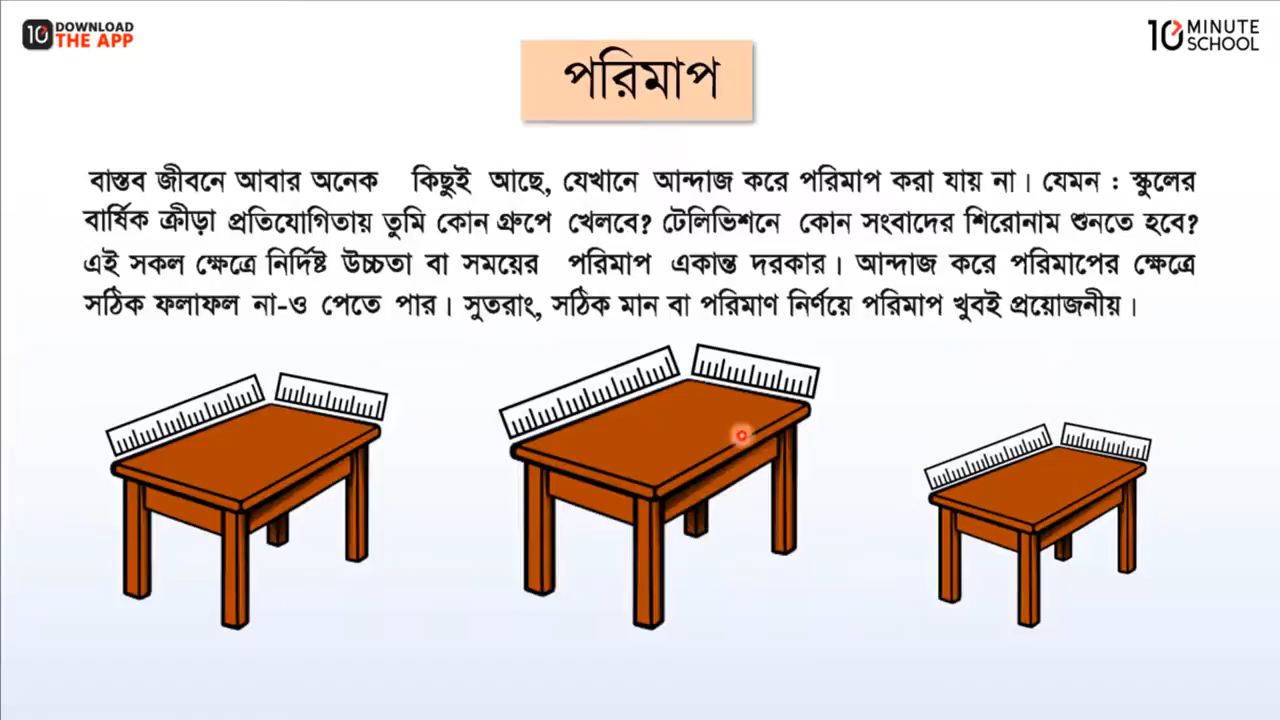 10 DOWNLOAD
THE APP
10 MINUTE
SCHOOL
পরিমাপ
বাস্তব জীবনে আবার অনেক কিছুই আছে, যেখানে আন্দাজ করে পরিমাপ করা যায় না। যেমন : স্কুলের
বার্ষিক ক্রীড়া প্রতিযোগিতায় তুমি কোন গ্রুপে খেলবে? টেলিভিশনে কোন সংবাদের শিরোনাম শুনতে হবে?
এই সকল ক্ষেত্রে নির্দিষ্ট উচ্চতা বা সময়ের পরিমাপ একান্ত দরকার। আন্দাজ করে পরিমাপের ক্ষেত্রে
সঠিক ফলাফল না-ও পেতে পার। সুতরাং, সঠিক মান বা পরিমাণ নির্ণয়ে পরিমাপ খুবই প্রয়োজনীয়।